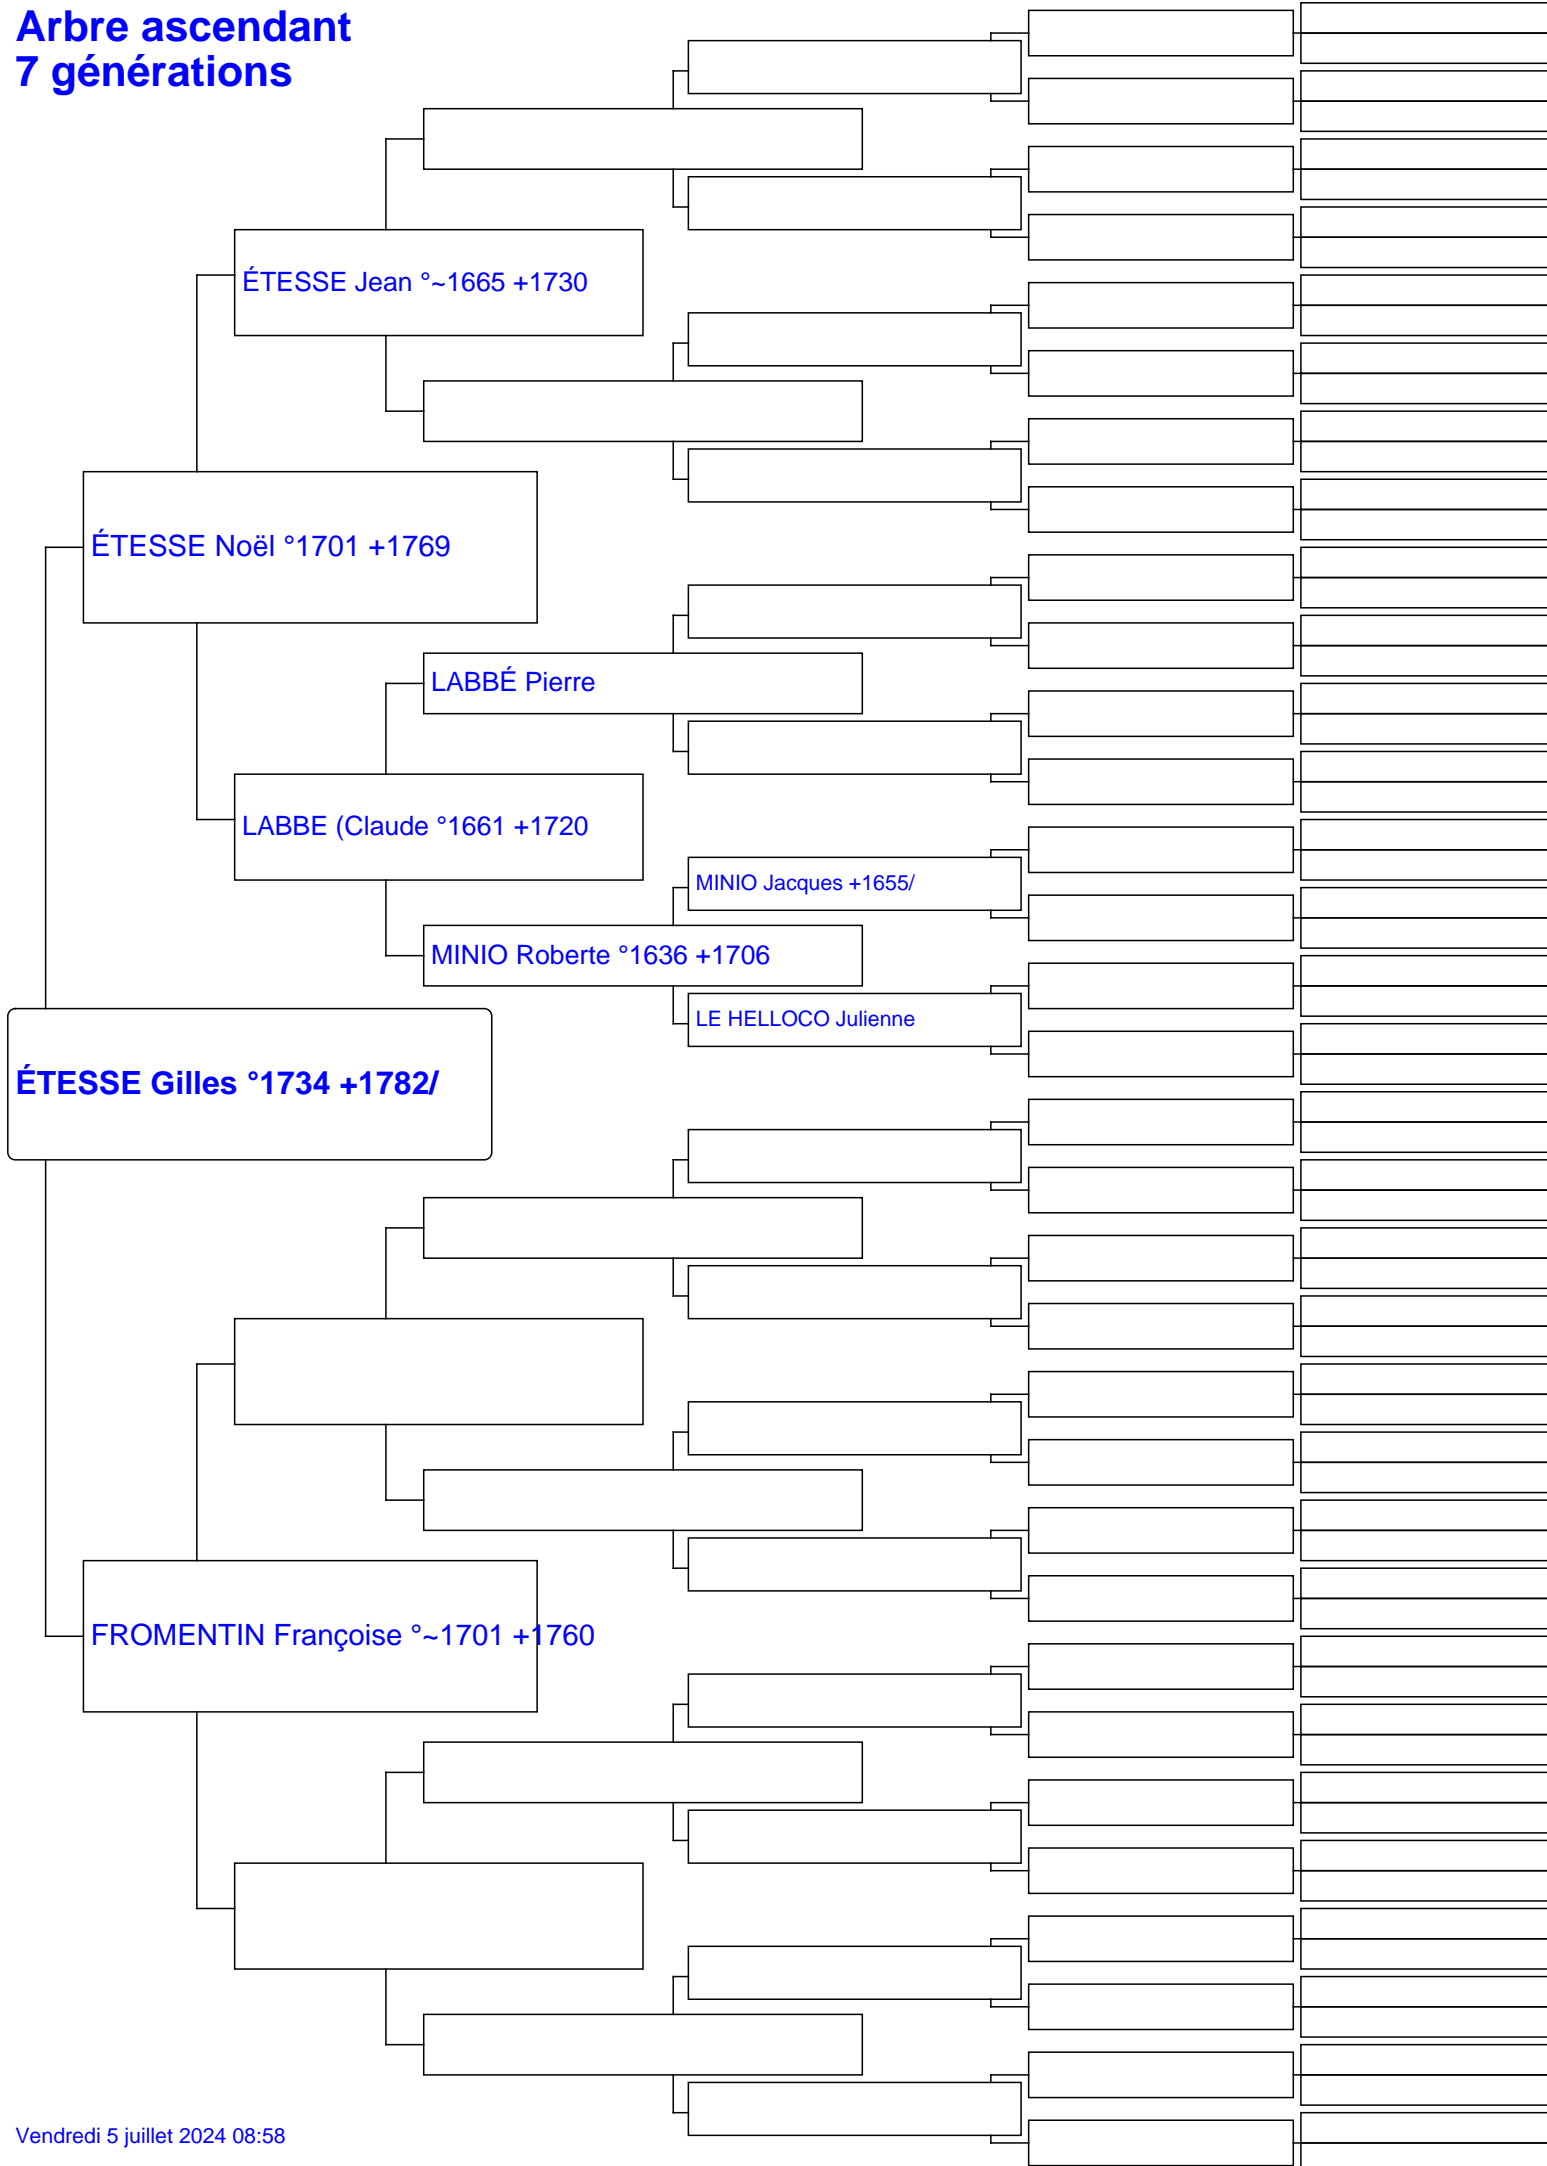 Arbre ascendant
7 générations
ÉTESSE Jean °~1665 +1730
ÉTESSE Noël °1701 +1769
LABBÉ Pierre
LABBE (Claude °1661 +1720
MINIO Jacques +1655/
MINIO Roberte °1636 +1706
LE HELLOCO Julienne
ÉTESSE Gilles °1734 +1782/
FROMENTIN Françoise °~1701 +1760
Vendredi 5 juillet 2024 08:58